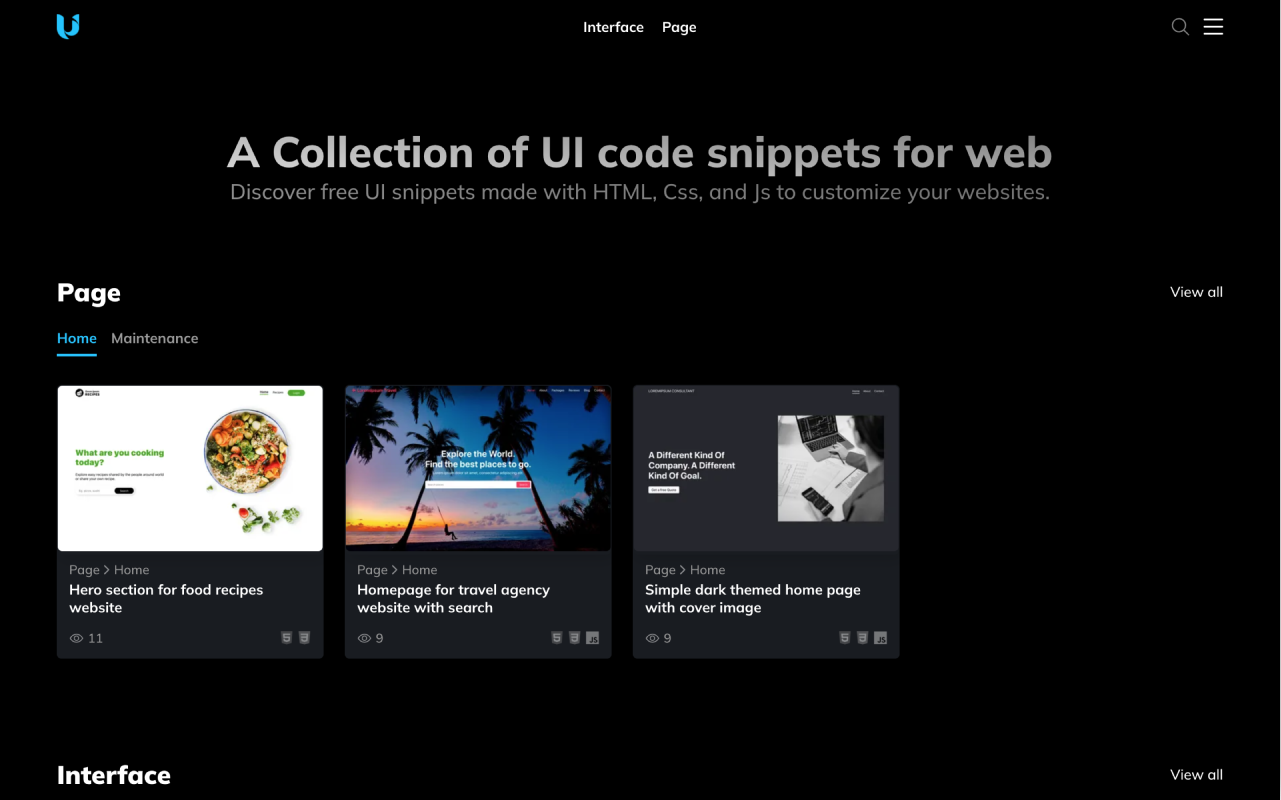 Interface Page
A Collection of UI code snippets for web
Discover free UI snippets made with HTML, Css, and Js to customize your websites.
Page
View all
Home Maintenance
What are you cooking
today?
Explore the World.
Find the best places to go.
A Different Kind Of
Company. A Different
Kind Of Goal.
Page > Home
Hero section for food recipes
website
11
Page > Home
Homepage for travel agency
website with search
9
Page > Home
Simple dark themed home page
with cover image
9
Interface
View all